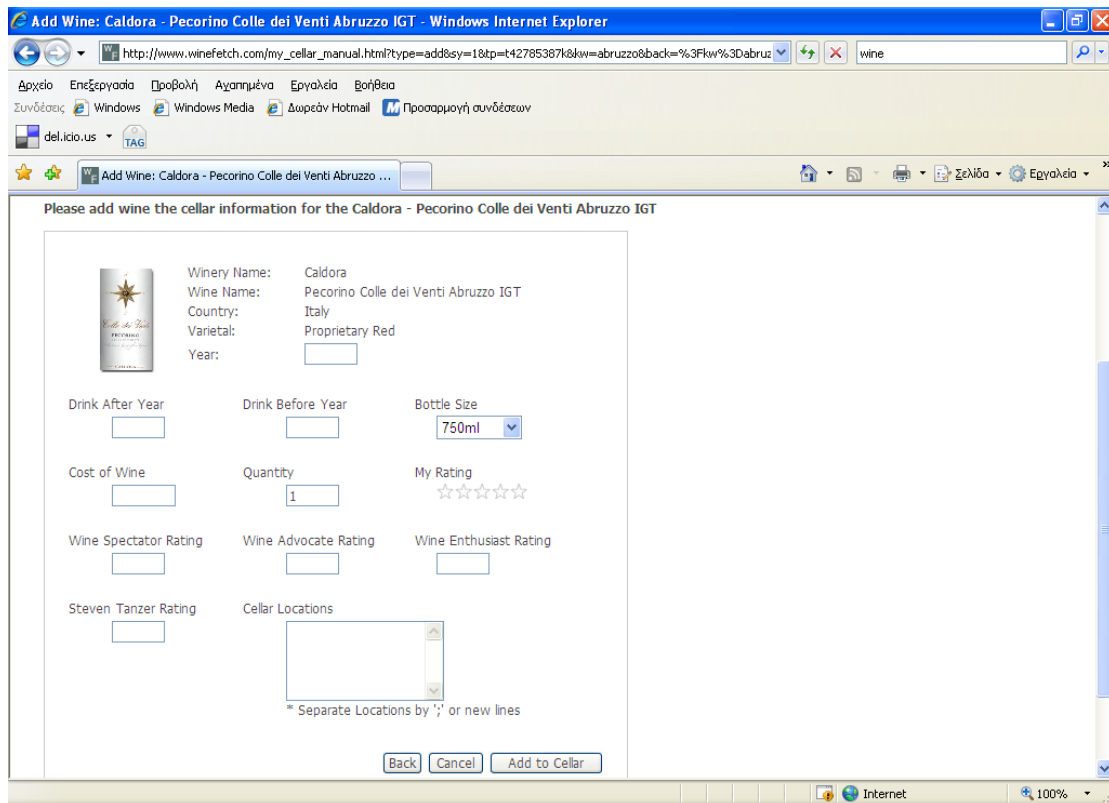 Add Wine: Caldora - Pecorino Colle dei Venti Abruzzo IGT - Windows Internet Explorer
http://www.winefetch.com/my_cellar_manual.html?type=add&sy=1&tp=t42785387k&kw=abruzzo&back=%3Fkw%3Dabruz wine
Αρχείο Επεξεργασία Προβολή Αγαπημένα Εργαλεία Βοήθεια
Συνδέσεις Windows Windows Media Δωρεάν Hotmail Προσαρμογή συνδέσεων
del.icio.us TAG
Add Wine: Caldora - Pecorino Colle dei Venti Abruzzo ... Σελίδα Εργαλεία »
Please add wine the cellar information for the Caldora - Pecorino Colle dei Venti Abruzzo IGT
Winery Name: Caldora
Wine Name: Pecorino Colle dei Venti Abruzzo IGT
Country: Italy
Varietal: Proprietary Red
Year:
Colle dei Venti
PECORINO
Drink After Year Drink Before Year Bottle Size
750ml
Cost of Wine Quantity My Rating
1
Wine Spectator Rating Wine Advocate Rating Wine Enthusiast Rating
Steven Tanzer Rating Cellar Locations
* Separate Locations by ';' or new lines
Back Cancel Add to Cellar
Internet 100%